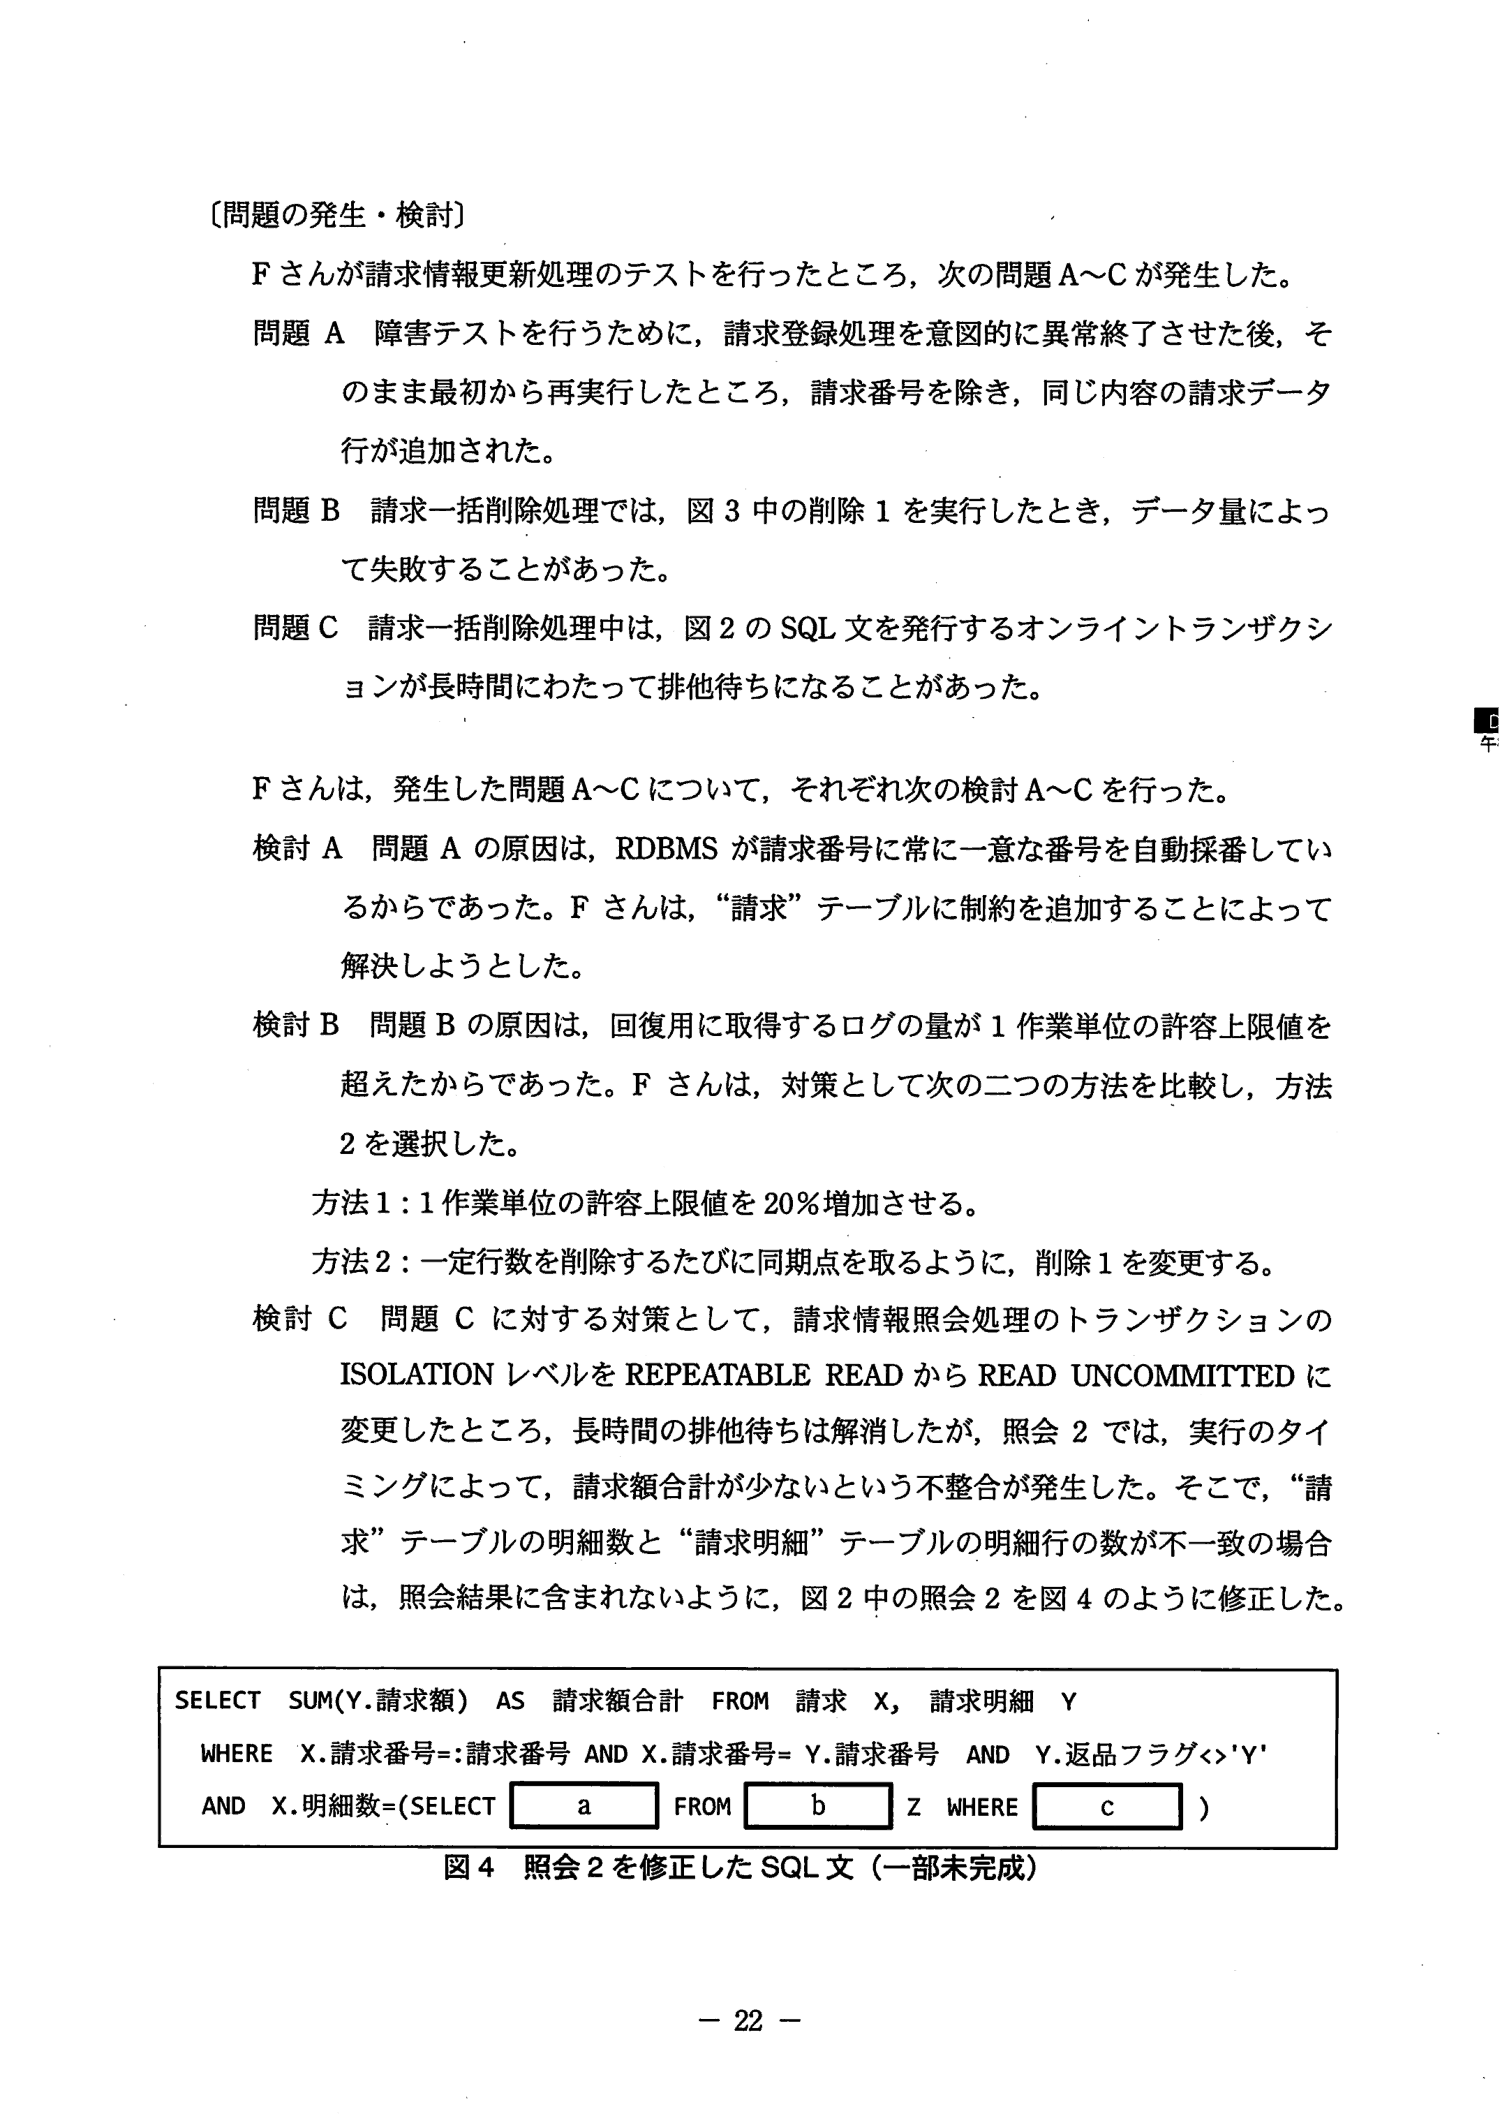 〔問題の発生・検討〕
Fさんが請求情報更新処理のテストを行ったところ，次の問題A～Cが発生した。
問題 A 障害テストを行うために，請求登録処理を意図的に異常終了させた後，そ
のまま最初から再実行したところ，請求番号を除き，同じ内容の請求データ
行が追加された。
問題 B 請求一括削除処理では，図 3 中の削除 1 を実行したとき，データ量によっ
て失敗することがあった。
問題 C 請求一括削除処理中は，図 2 の SQL 文を発行するオンライントランザクシ
ョンが長時間にわたって排他待ちになることがあった。
Fさんは，発生した問題A～Cについて，それぞれ次の検討A～Cを行った。
検討 A 問題 A の原因は，RDBMS が請求番号に常に一意な番号を自動採番してい
るからであった。F さんは，“請求” テーブルに制約を追加することによって
解決しようとした。
検討 B 問題 B の原因は，回復用に取得するログの量が 1 作業単位の許容上限値を
超えたからであった。F さんは，対策として次の二つの方法を比較し，方法
2 を選択した。
方法 1：1 作業単位の許容上限値を 20%増加させる。
方法 2：一定行数を削除するたびに同期点を取るように，削除 1 を変更する。
検討 C 問題 C に対する対策として，請求情報照会処理のトランザクションの
ISOLATION レベルを REPEATABLE READ から READ UNCOMMITTED に
変更したところ，長時間の排他待ちは解消したが，照会 2 では，実行のタイ
ミングによって，請求額合計が少ないという不整合が発生した。そこで，“請
求” テーブルの明細数と “請求明細” テーブルの明細行の数が不一致の場合
は，照会結果に含まれないように，図 2 中の照会 2 を図 4 のように修正した。
SELECT SUM(Y.請求額) AS 請求額合計 FROM 請求 X, 請求明細 Y
WHERE X.請求番号=:請求番号 AND X.請求番号= Y.請求番号 AND Y.返品フラグ<>'Y'
AND X.明細数=(SELECT a FROM b Z WHERE c )
図 4 照会 2 を修正した SQL 文（一部未完成）
－ 22 －